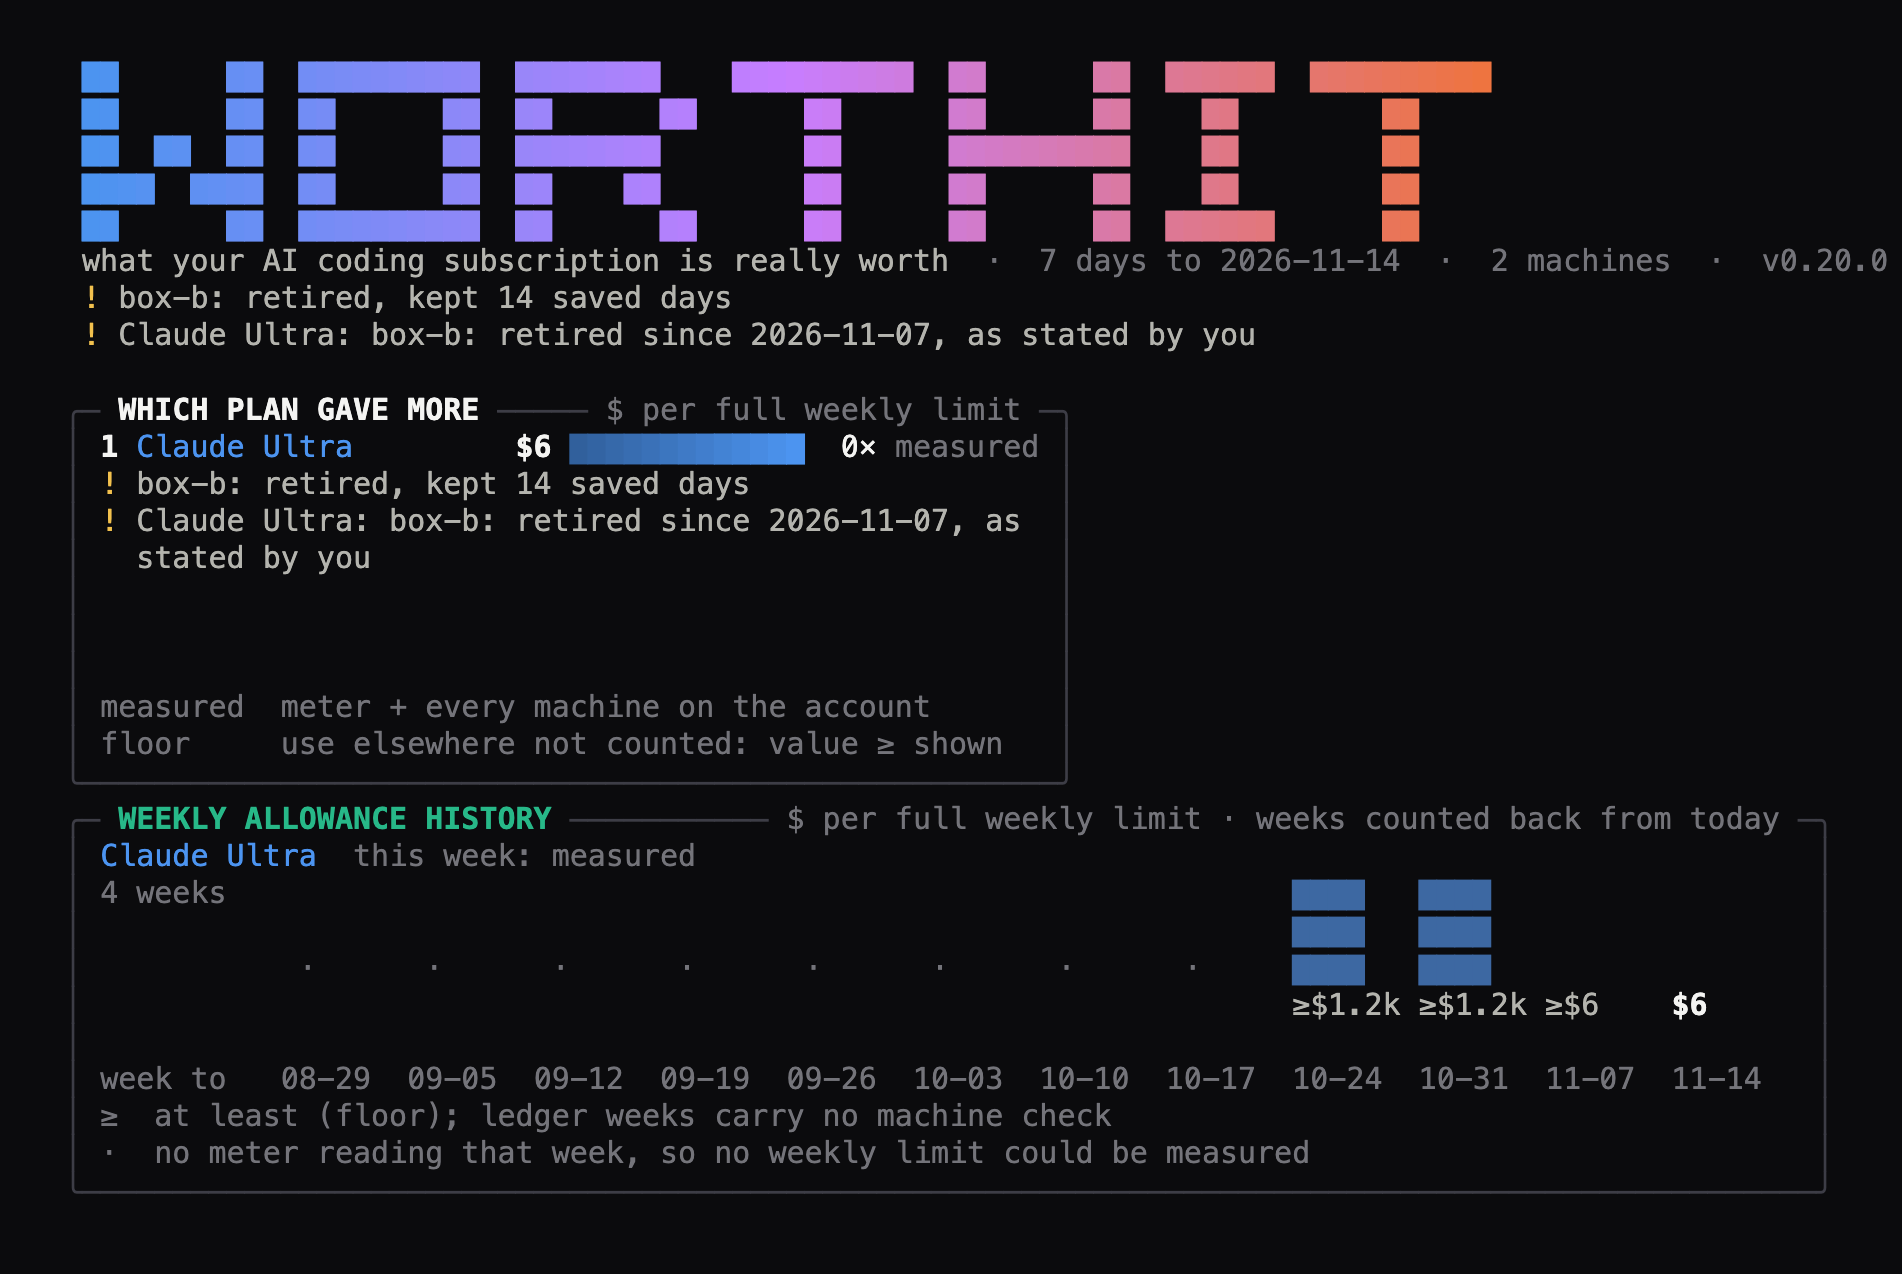 WORTHIT
what your AI coding subscription is really worth · 7 days to 2026-11-14 · 2 machines · v0.20.0
! box-b: retired, kept 14 saved days
! Claude Ultra: box-b: retired since 2026-11-07, as stated by you
WHICH PLAN GAVE MORE $ per full weekly limit
1 Claude Ultra $6 0× measured
! box-b: retired, kept 14 saved days
! Claude Ultra: box-b: retired since 2026-11-07, as
stated by you
measured meter + every machine on the account
floor use elsewhere not counted: value ≥ shown
WEEKLY ALLOWANCE HISTORY $ per full weekly limit · weeks counted back from today
Claude Ultra this week: measured
4 weeks
· · · · · · · ·
≥$1.2k ≥$1.2k ≥$6 $6
week to 08-29 09-05 09-12 09-19 09-26 10-03 10-10 10-17 10-24 10-31 11-07 11-14
≥ at least (floor); ledger weeks carry no machine check
· no meter reading that week, so no weekly limit could be measured